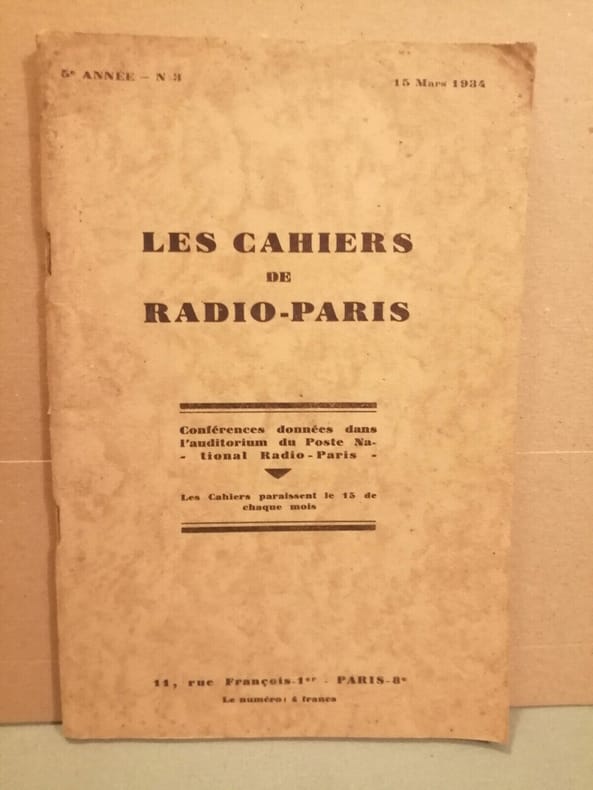 5e ANNÉE - N 3
15 Mars 1934
LES CAHIERS
DE
RADIO-PARIS
Conférences données dans
l'auditorium du Poste Na-
- tional Radio-Paris -
Les Cahiers paraissent le 15 de
chaque mois
11, rue François-1er - PARIS-8e
Le numéro: 4 francs